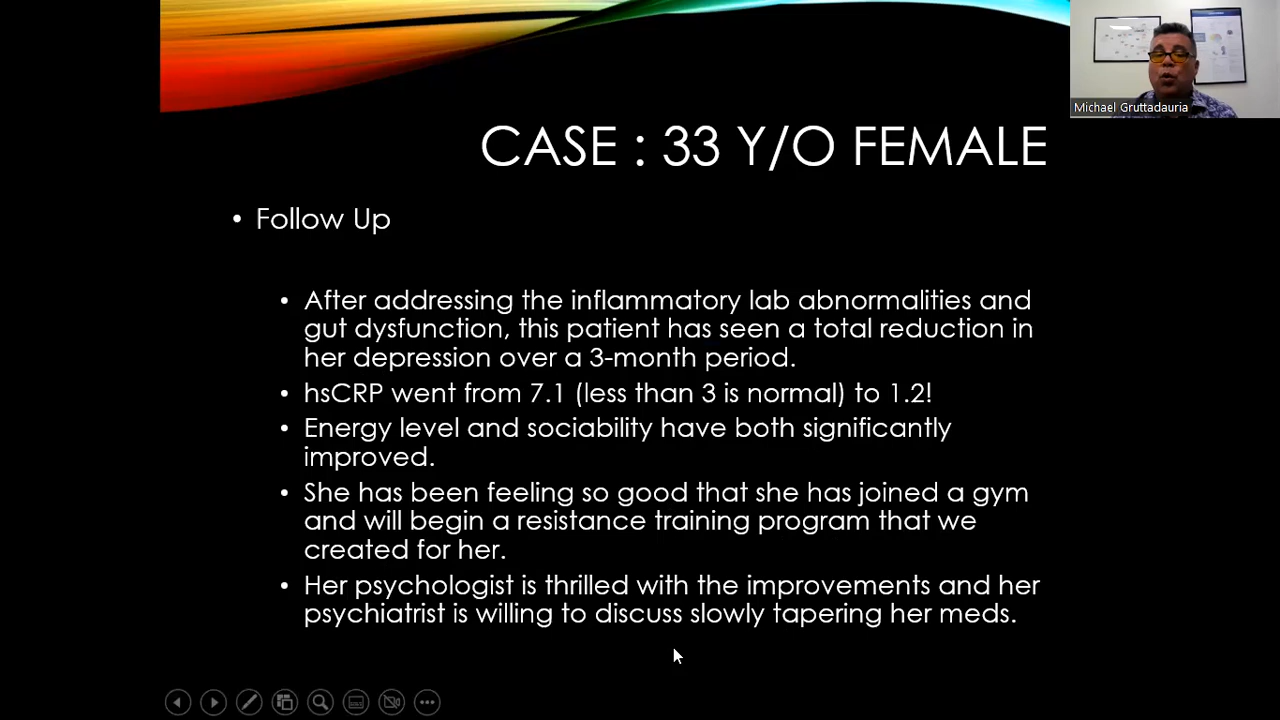 Michael Gruttadauria
CASE : 33 Y/O FEMALE
• Follow Up
• After addressing the inflammatory lab abnormalities and
gut dysfunction, this patient has seen a total reduction in
her depression over a 3-month period.
• hsCRP went from 7.1 (less than 3 is normal) to 1.2!
• Energy level and sociability have both significantly
improved.
• She has been feeling so good that she has joined a gym
and will begin a resistance training program that we
created for her.
• Her psychologist is thrilled with the improvements and her
psychiatrist is willing to discuss slowly tapering her meds.